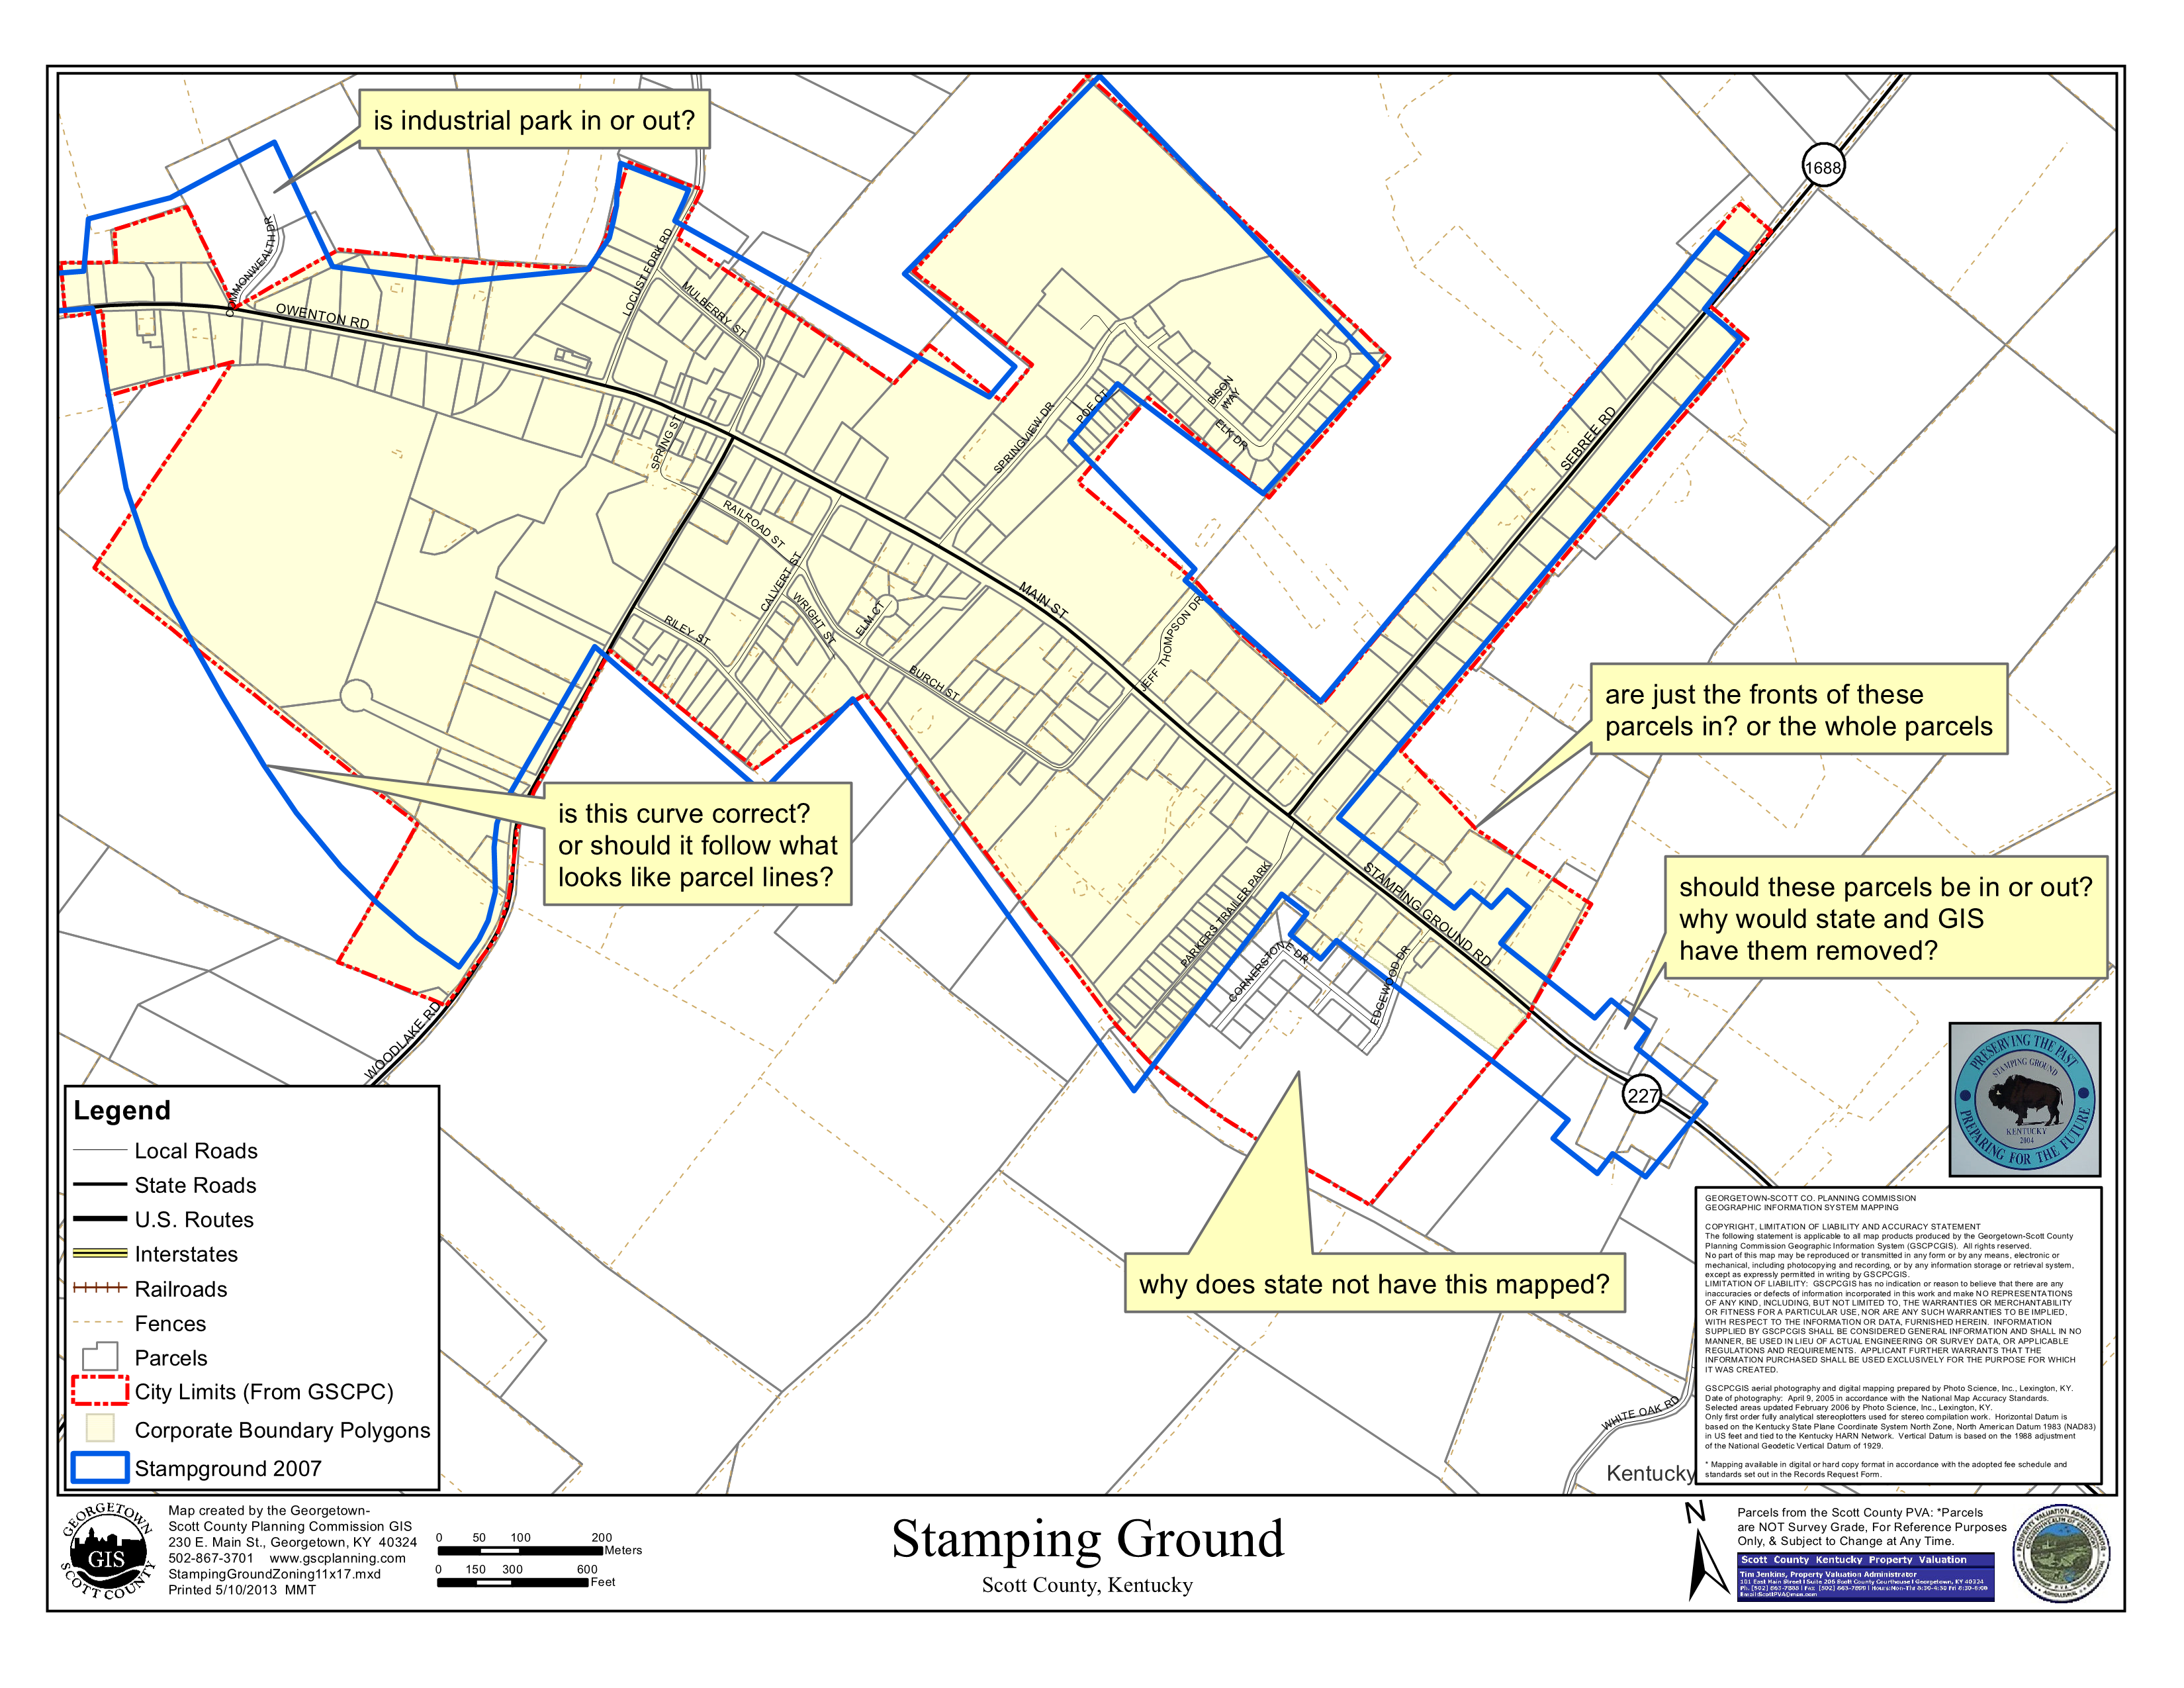 is industrial park in or out?
1688
COMMONWEALTH DR
OWENTON RD
LOCUST FORK RD
MULBERRY ST
SPRING ST
SPRINGVIEW DR
POE CT
BISON
WAY
ELK DR
SEBREE RD
RAILROAD ST
CALVERT ST
WRIGHT ST
ELM CT
RILEY ST
BURCH ST
MAIN ST
JEFF THOMPSON DR
are just the fronts of these
parcels in? or the whole parcels
is this curve correct?
or should it follow what
looks like parcel lines?
STAMPING GROUND RD
PARKERS TRAILER PARK
CORNERSTONE DR
EDGEWOOD DR
should these parcels be in or out?
why would state and GIS
have them removed?
WOODLAKE RD
227
PRESERVING THE PAST
STAMPING GROUND
KENTUCKY
2004
PREPARING FOR THE FUTURE
why does state not have this mapped?
WHITE OAK RD
Kentucky
Legend
Local Roads
State Roads
U.S. Routes
Interstates
Railroads
Fences
Parcels
City Limits (From GSCPC)
Corporate Boundary Polygons
Stampground 2007
GEORGETOWN-SCOTT CO. PLANNING COMMISSION
GEOGRAPHIC INFORMATION SYSTEM MAPPING
COPYRIGHT, LIMITATION OF LIABILITY AND ACCURACY STATEMENT
The following statement is applicable to all map products produced by the Georgetown-Scott County
Planning Commission Geographic Information System (GSCPCGIS). All rights reserved.
No part of this map may be reproduced or transmitted in any form or by any means, electronic or
mechanical, including photocopying and recording, or by any information storage or retrieval system,
except as expressly permitted in writing by GSCPCGIS.
LIMITATION OF LIABILITY: GSCPCGIS has no indication or reason to believe that there are any
inaccuracies or defects of information incorporated in this work and make NO REPRESENTATIONS
OF ANY KIND, INCLUDING, BUT NOT LIMITED TO, THE WARRANTIES OR MERCHANTABILITY
OR FITNESS FOR A PARTICULAR USE, NOR ARE ANY SUCH WARRANTIES TO BE IMPLIED,
WITH RESPECT TO THE INFORMATION OR DATA, FURNISHED HEREIN. INFORMATION
SUPPLIED BY GSCPCGIS SHALL BE CONSIDERED GENERAL INFORMATION AND SHALL IN NO
MANNER, BE USED IN LIEU OF ACTUAL ENGINEERING OR SURVEY DATA, OR APPLICABLE
REGULATIONS AND REQUIREMENTS. APPLICANT FURTHER WARRANTS THAT THE
INFORMATION PURCHASED SHALL BE USED EXCLUSIVELY FOR THE PURPOSE FOR WHICH
IT WAS CREATED.
GSCPCGIS aerial photography and digital mapping prepared by Photo Science, Inc., Lexington, KY.
Date of photography: April 9, 2005 in accordance with the National Map Accuracy Standards.
Selected areas updated February 2006 by Photo Science, Inc., Lexington, KY.
Only first order fully analytical stereoplotters used for stereo compilation work. Horizontal Datum is
based on the Kentucky State Plane Coordinate System North Zone, North American Datum 1983 (NAD83)
in US feet and tied to the Kentucky HARN Network. Vertical Datum is based on the 1988 adjustment
of the National Geodetic Vertical Datum of 1929.
* Mapping available in digital or hard copy format in accordance with the adopted fee schedule and
standards set out in the Records Request Form.
GEORGETOWN
GIS
SCOTT COUNTY
Map created by the Georgetown-
Scott County Planning Commission GIS
230 E. Main St., Georgetown, KY 40324
502-867-3701 www.gscplanning.com
StampingGroundZoning11x17.mxd
Printed 5/10/2013 MMT
0 50 100 200
Meters
0 150 300 600
Feet
Stamping Ground
Scott County, Kentucky
N
Parcels from the Scott County PVA: *Parcels
are NOT Survey Grade, For Reference Purposes
Only, & Subject to Change at Any Time.
Scott County Kentucky Property Valuation
Tim Jenkins, Property Valuation Administrator